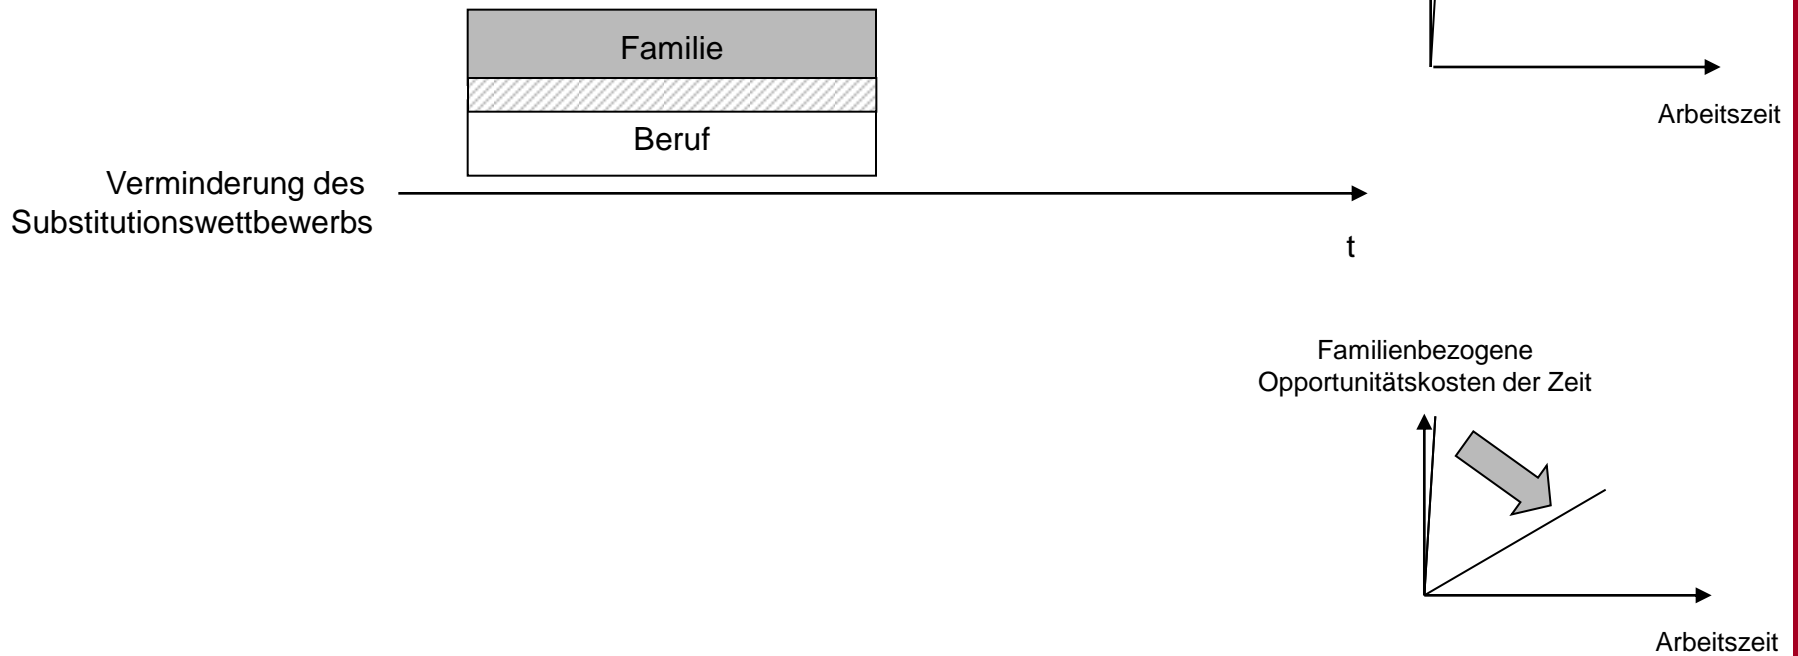 Familie
Beruf
Arbeitszeit
Verminderung des
Substitutionswettbewerbs
t
Familienbezogene
Opportunitätskosten der Zeit
Arbeitszeit